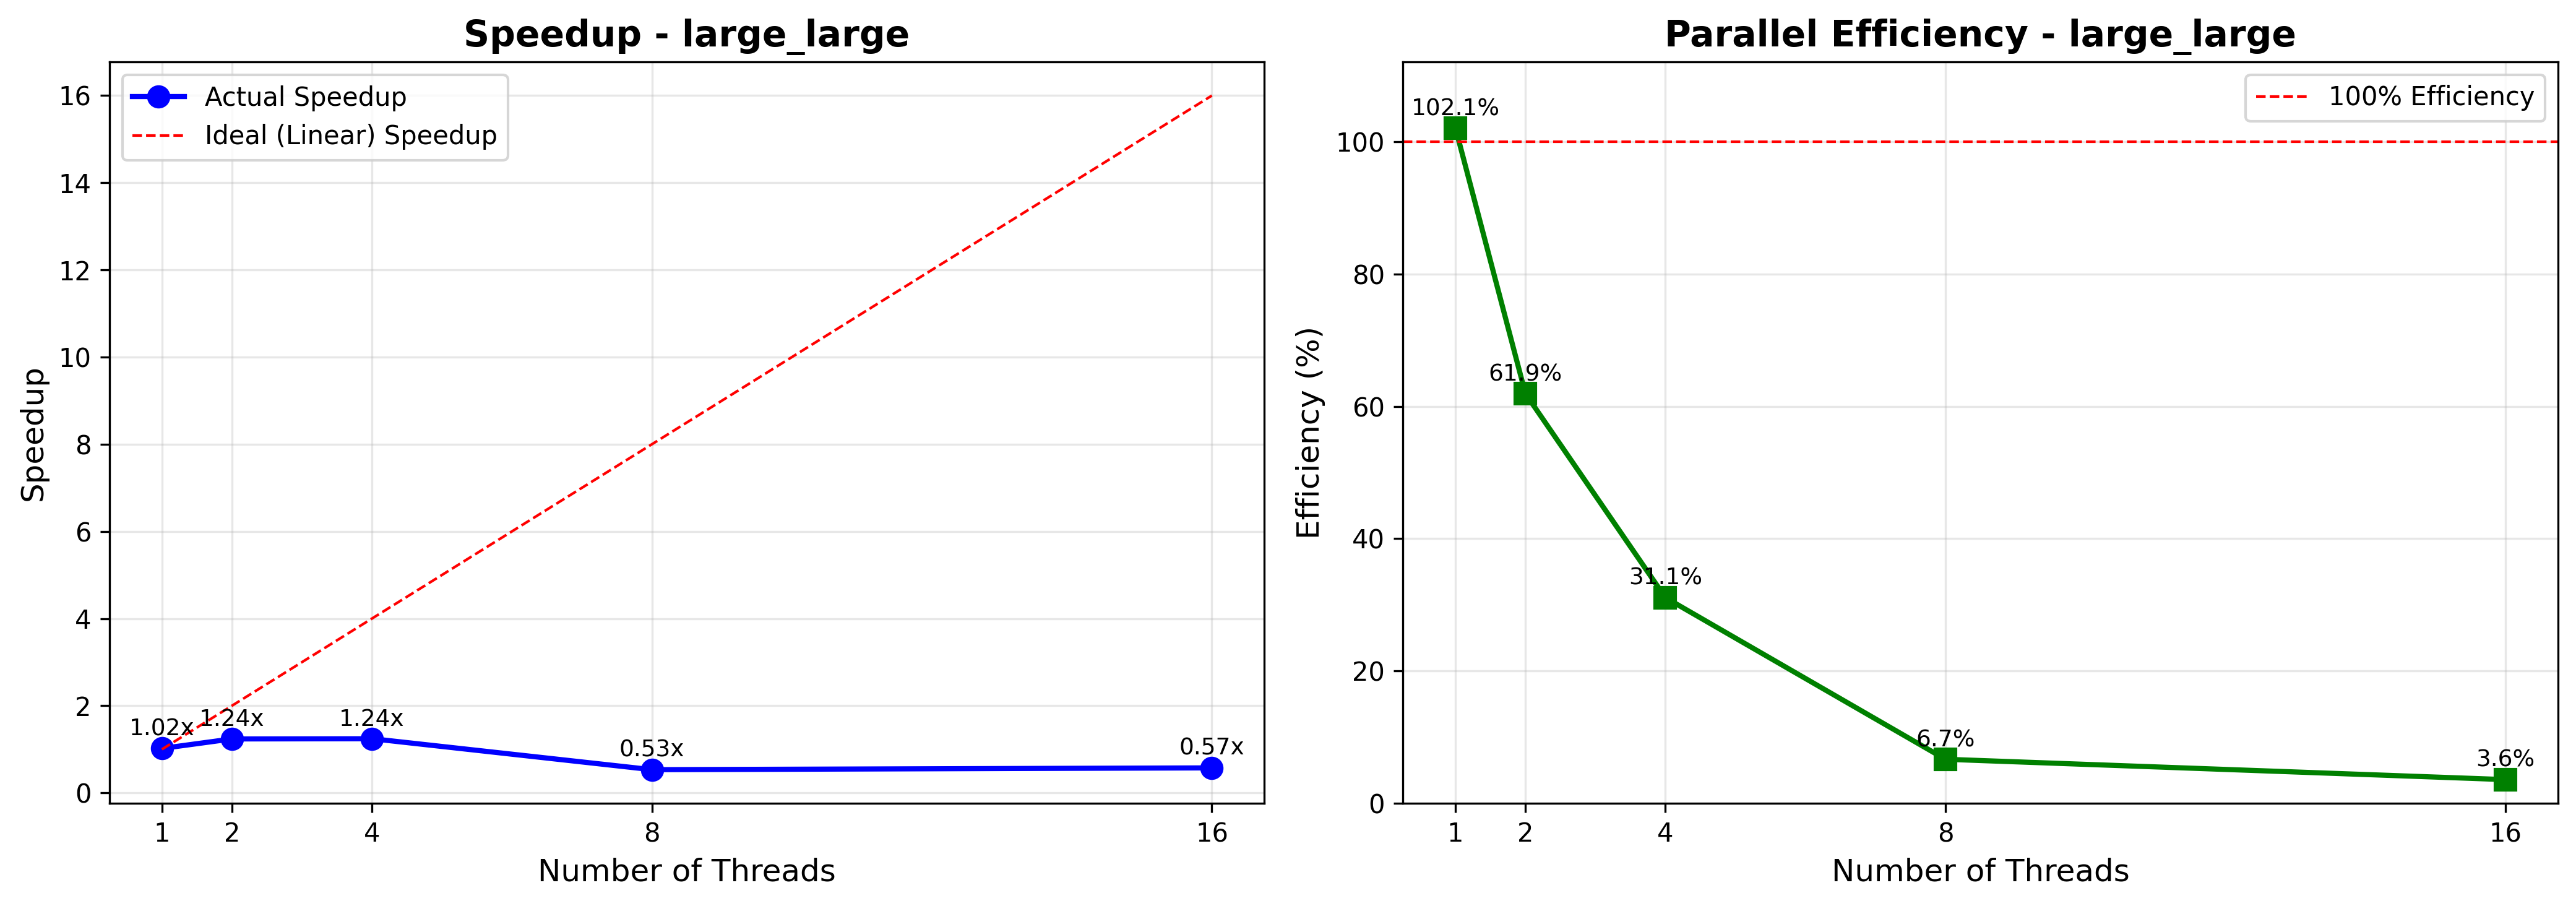 Speedup - large_large
Actual Speedup
Ideal (Linear) Speedup
Speedup
16
14
12
10
8
6
4
2
0
1.02x
1.24x
1.24x
0.53x
0.57x
1
2
4
8
16
Number of Threads
Parallel Efficiency - large_large
100% Efficiency
Efficiency (%)
100
80
60
40
20
0
102.1%
61.9%
31.1%
6.7%
3.6%
1
2
4
8
16
Number of Threads